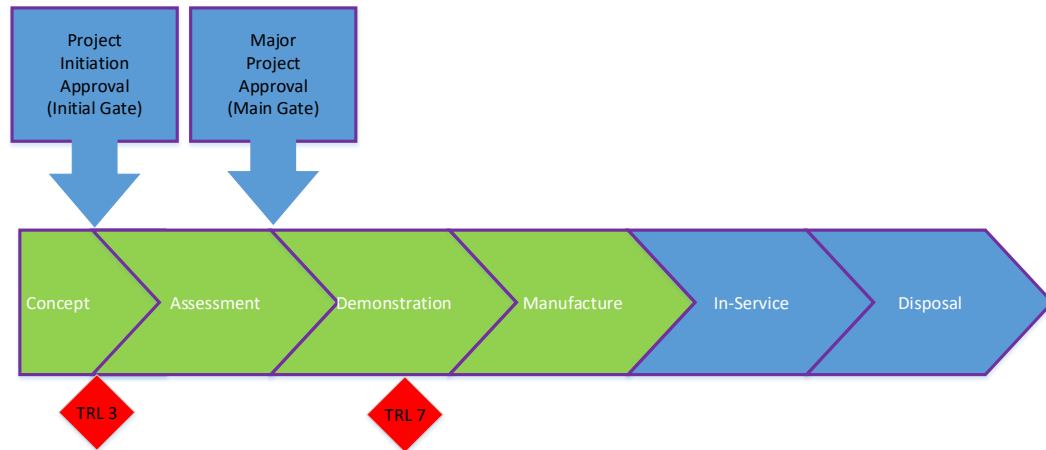 Project
Initiation
Approval
(Initial Gate)
Major
Project
Approval
(Main Gate)
Concept
Assessment
Demonstration
Manufacture
In-Service
Disposal
TRL 3
TRL 7